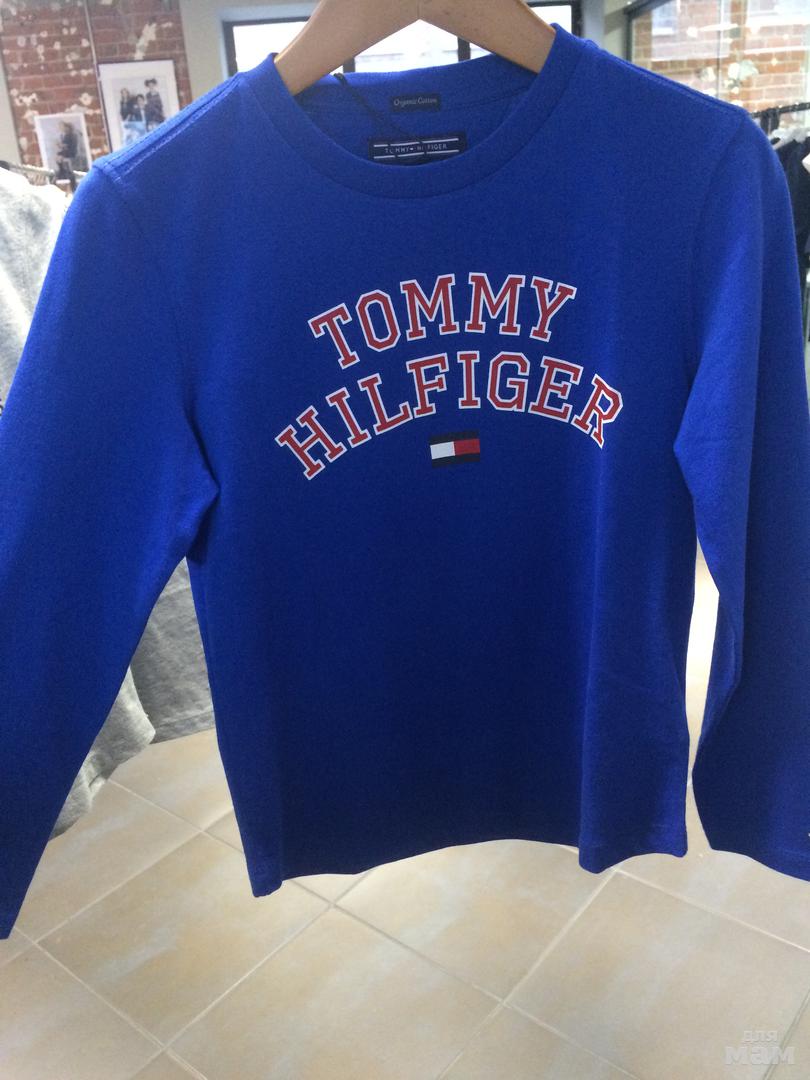 Organic Cotton
TOMMY HILFIGER
TOMMY
HILFIGER
для
мам